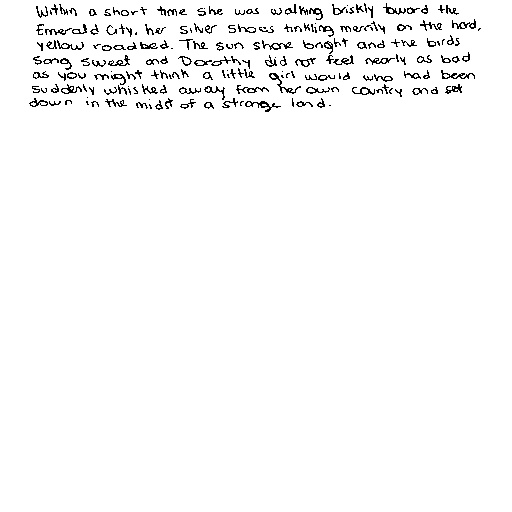 Within a short time she was walking briskly toward the
Emerald City, her Silver Shoes tinkling merrily on the hard,
yellow roadbed. The sun shone bright and the birds
sang sweet and Dorothy did not feel nearly as bad
as you might think a little girl would who had been
suddenly whisked away from her own country and set
down in the midst of a strange land.